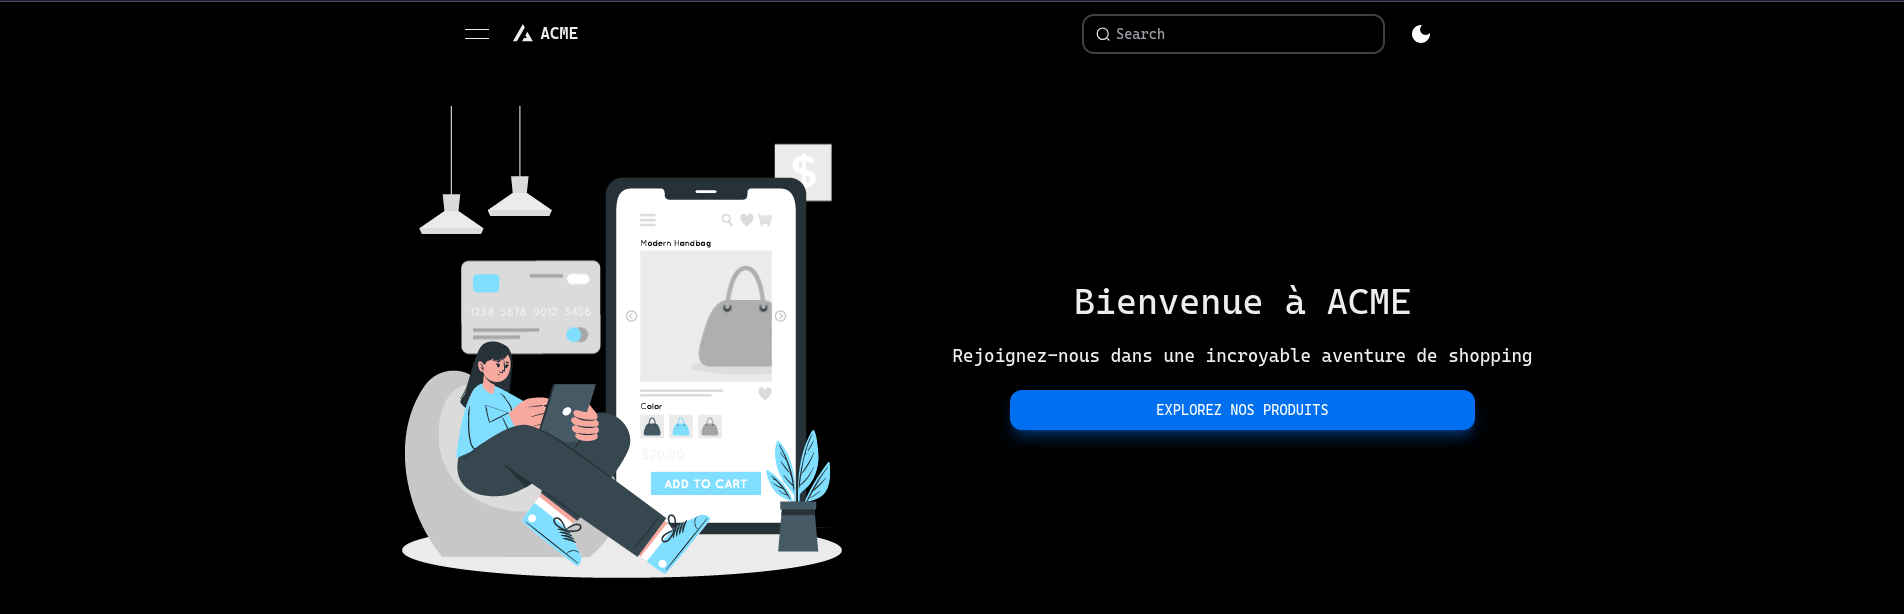 ACME
Search
$
Modern Handbag
1234 5678 9012 3456
Color
$20.00
ADD TO CART
Bienvenue à ACME
Rejoignez-nous dans une incroyable aventure de shopping
EXPLOREZ NOS PRODUITS